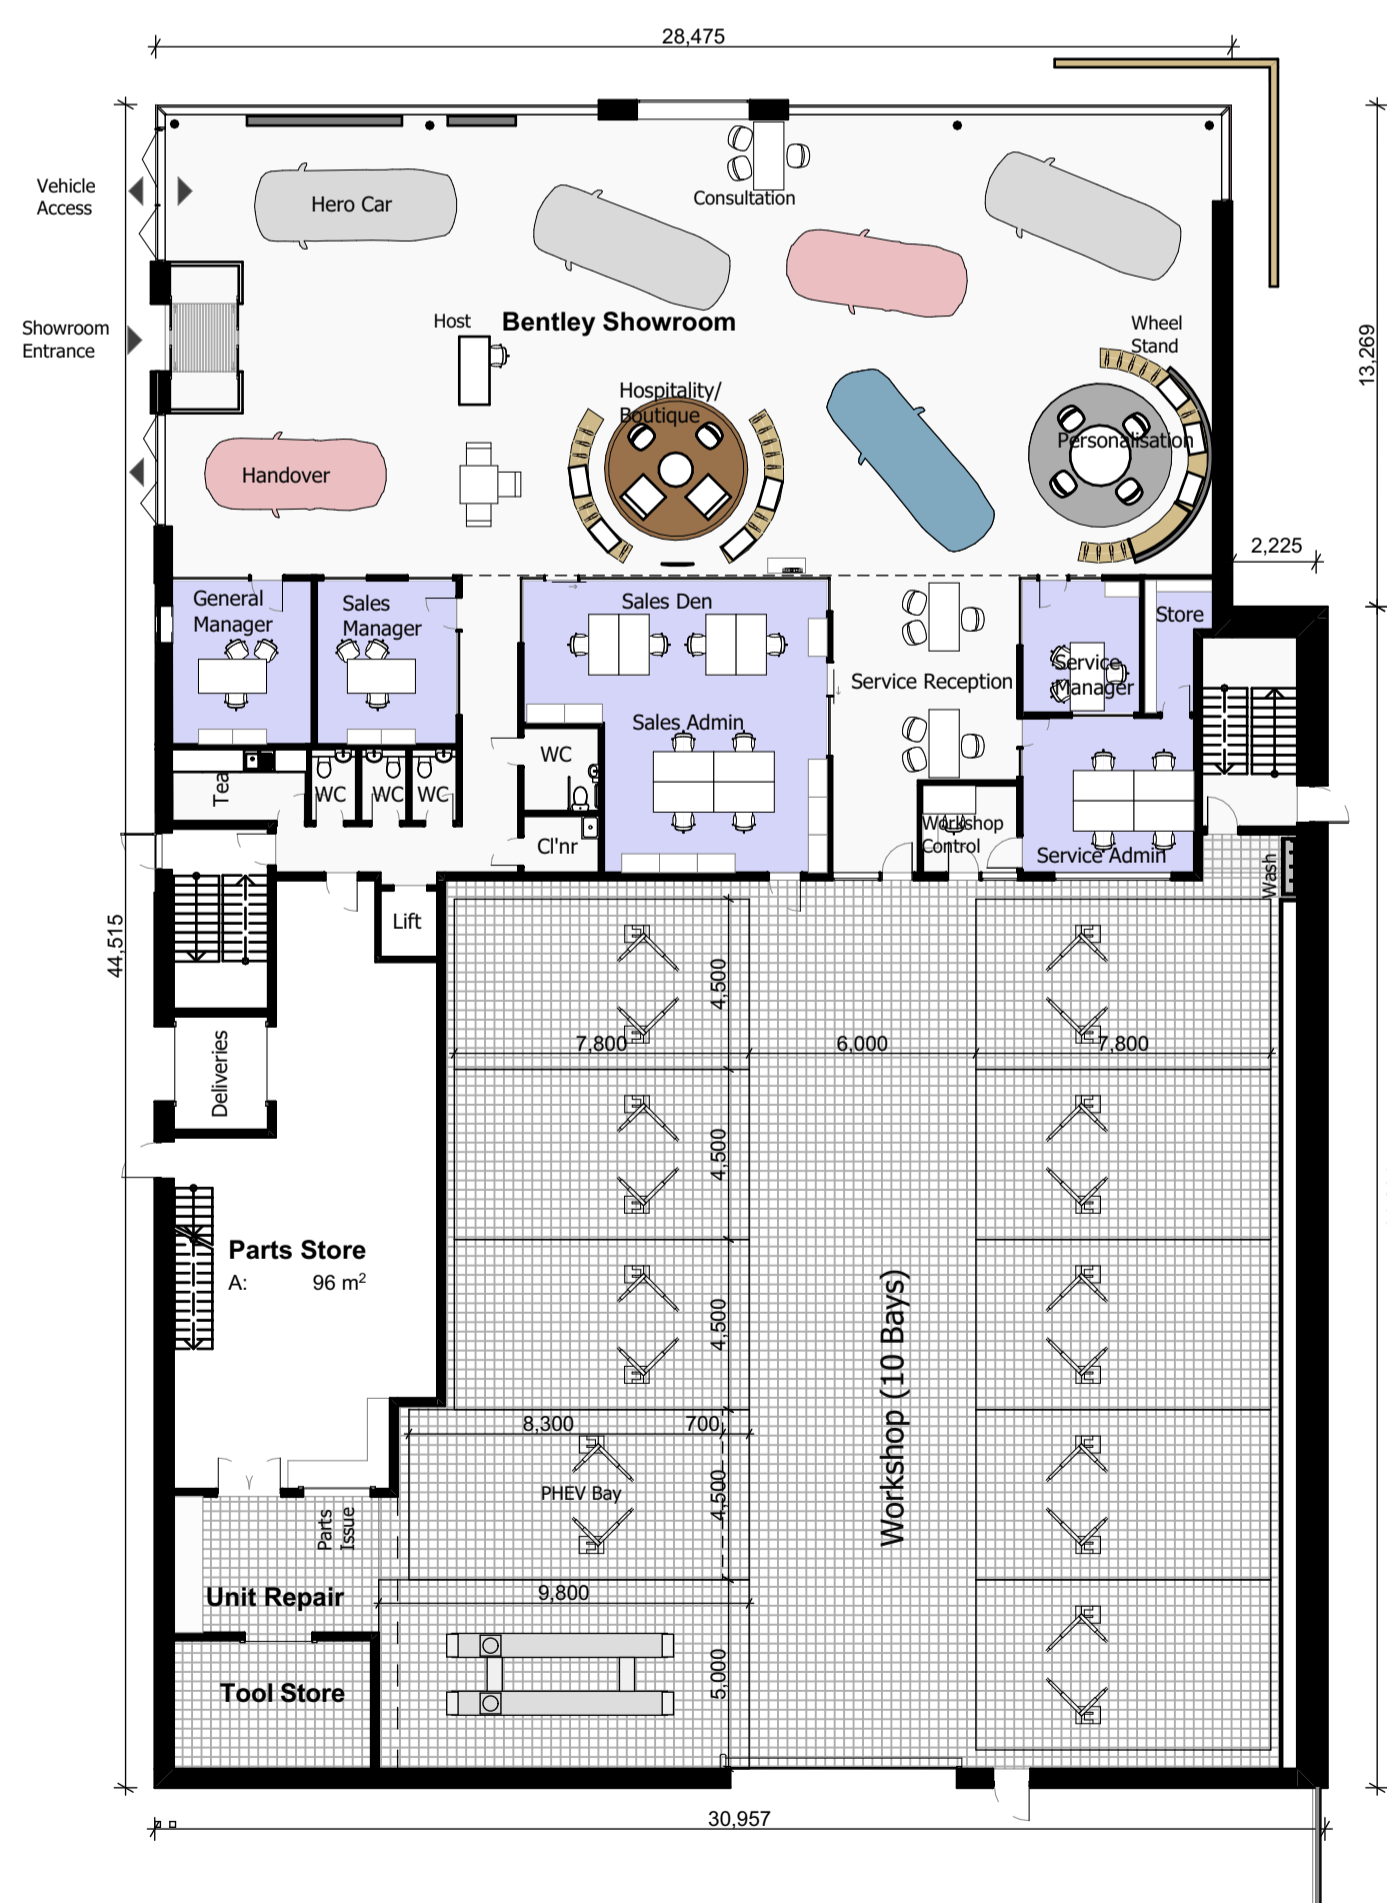 28,475
Vehicle
Access
Hero Car
Consultation
Showroom
Entrance
Host
Bentley Showroom
Wheel
Stand
13,269
Hospitality/
Boutique
Personalisation
Handover
2,225
General
Manager
Sales
Manager
Sales Den
Service Reception
Service
Manager
Store
Sales Admin
WC
Tea
WC
WC
WC
Cl'nr
Workshop
Control
Service Admin
Wash
Lift
44,515
4,500
7,800
6,000
7,800
Deliveries
4,500
Parts Store
A: 96 m²
4,500
Workshop (10 Bays)
8,300
700
PHEV Bay
4,500
Parts
Issue
Unit Repair
9,800
Tool Store
5,000
30,957